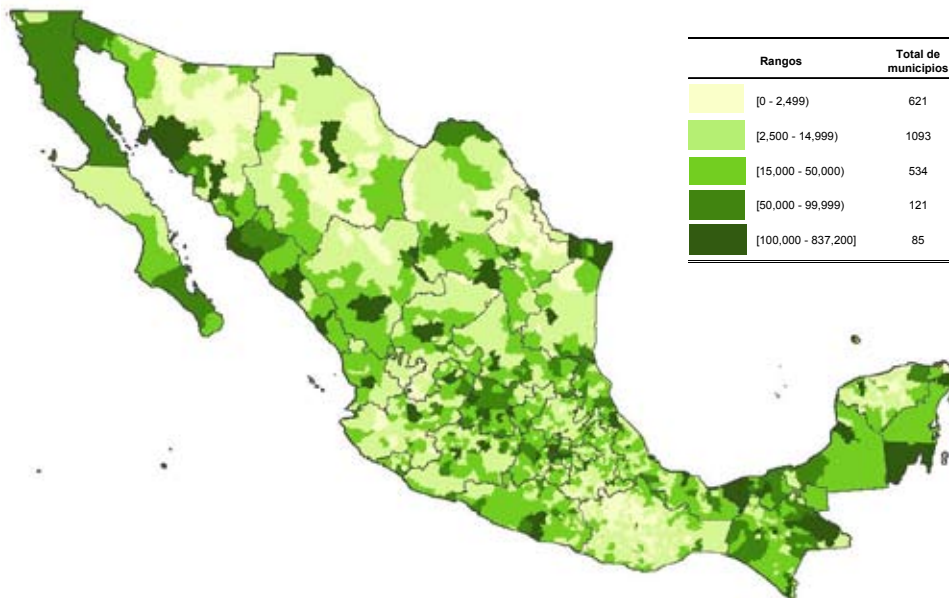 Rangos Total de municipios
[0 - 2,499) 621
[2,500 - 14,999) 1093
[15,000 - 50,000) 534
[50,000 - 99,999) 121
[100,000 - 837,200] 85